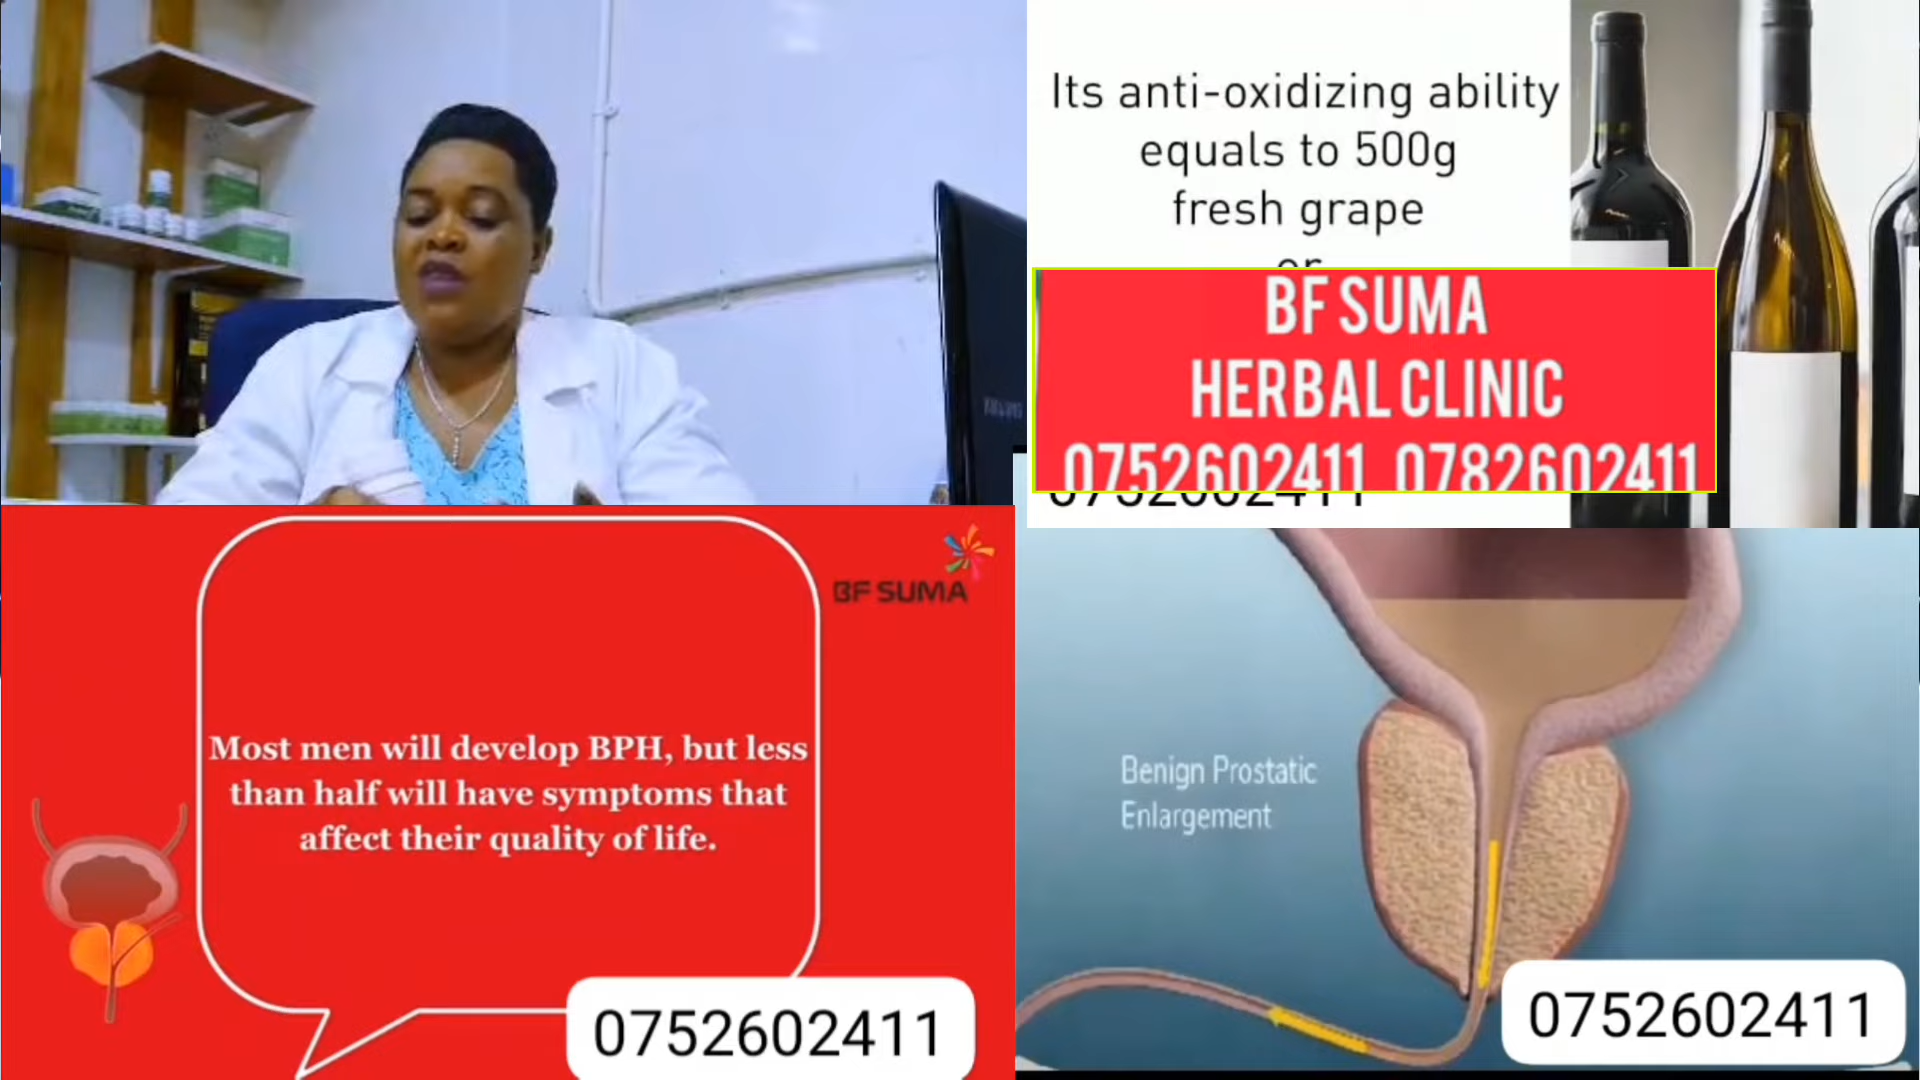 Its anti-oxidizing ability
equals to 500g
fresh grape
or
BF SUMA
HERBAL CLINIC
0752602411 0782602411
0752602411
BF SUMA
Most men will develop BPH, but less
than half will have symptoms that
affect their quality of life.
0752602411
Benign Prostatic
Enlargement
0752602411